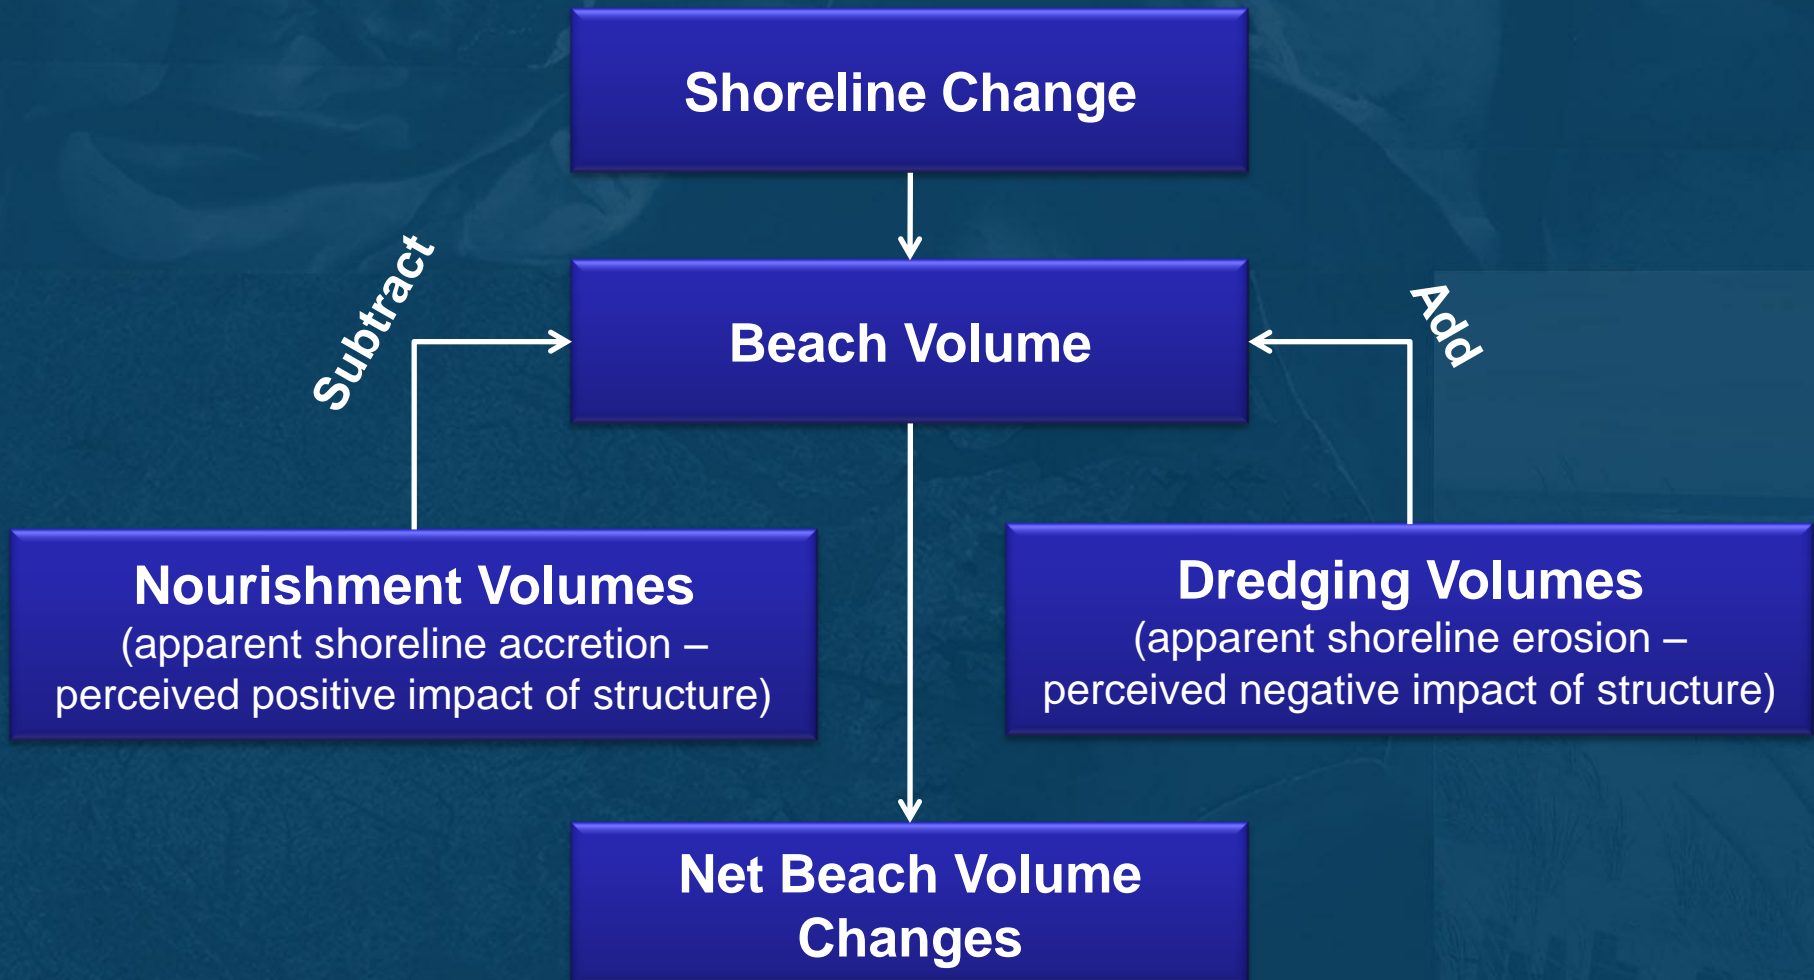 Shoreline Change
Subtract
Beach Volume
Add
Nourishment Volumes
(apparent shoreline accretion –
perceived positive impact of structure)
Dredging Volumes
(apparent shoreline erosion –
perceived negative impact of structure)
Net Beach Volume
Changes